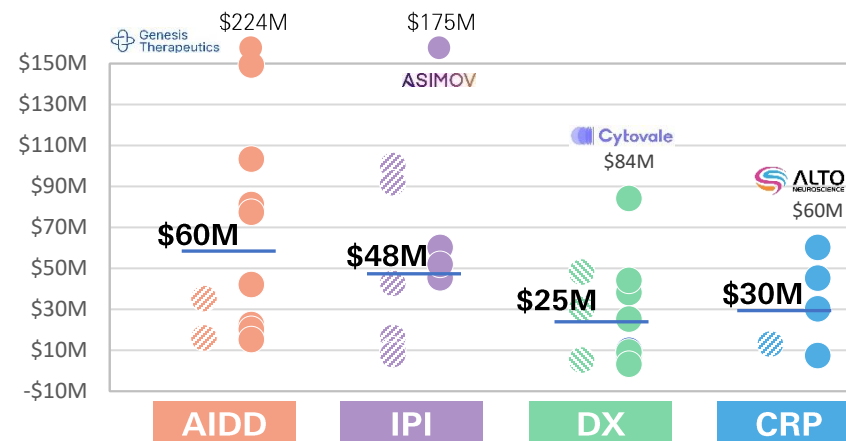 $224M
$175M
Genesis
Therapeutics
ASIMOV
$150M
$130M
$110M
$90M
$70M
$50M
$30M
$10M
-$10M
Cytovale
$84M
ALTO
NEUROSCIENCE
$60M
$60M
$48M
$25M
$30M
AIDD
IPI
DX
CRP